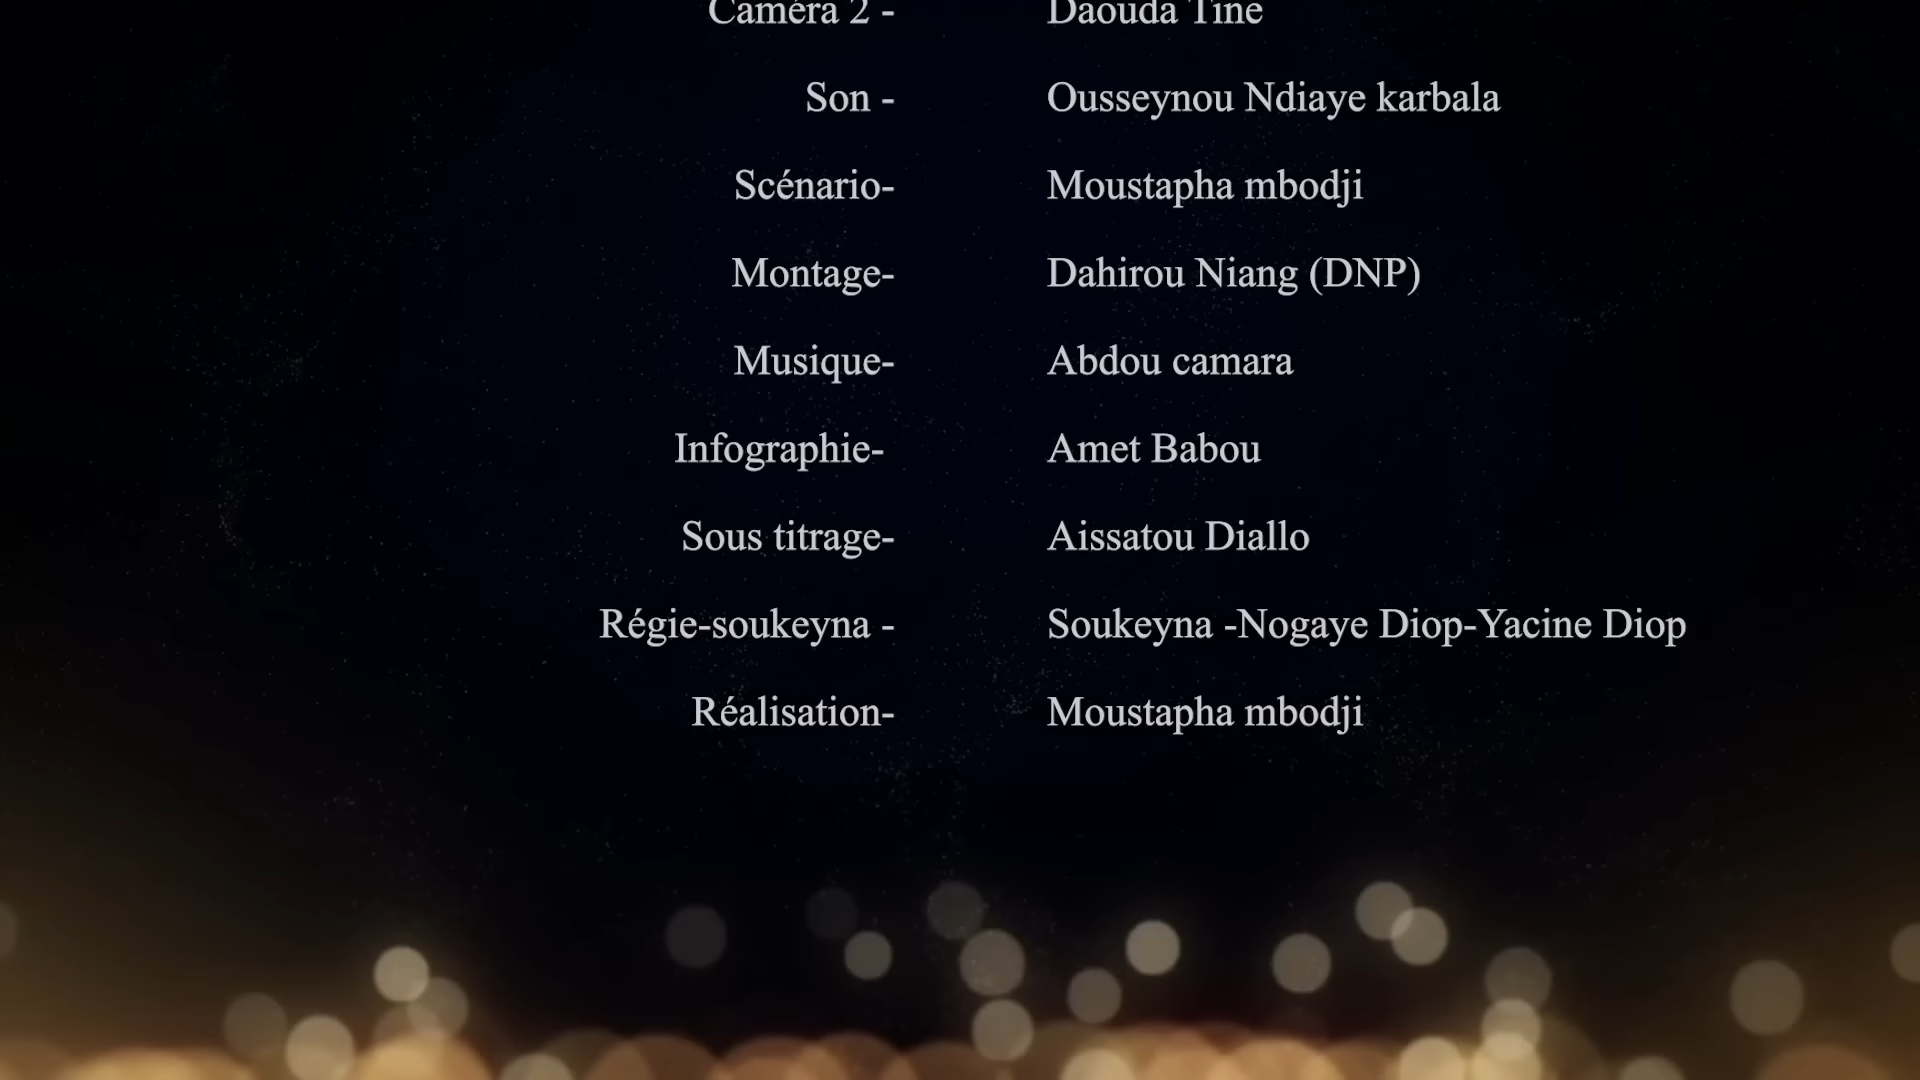 Caméra 2 - Daouda Tine
Son - Ousseynou Ndiaye karbala
Scénario- Moustapha mbodji
Montage- Dahirou Niang (DNP)
Musique- Abdou camara
Infographie- Amet Babou
Sous titrage- Aissatou Diallo
Régie-soukeyna - Soukeyna -Nogaye Diop-Yacine Diop
Réalisation- Moustapha mbodji